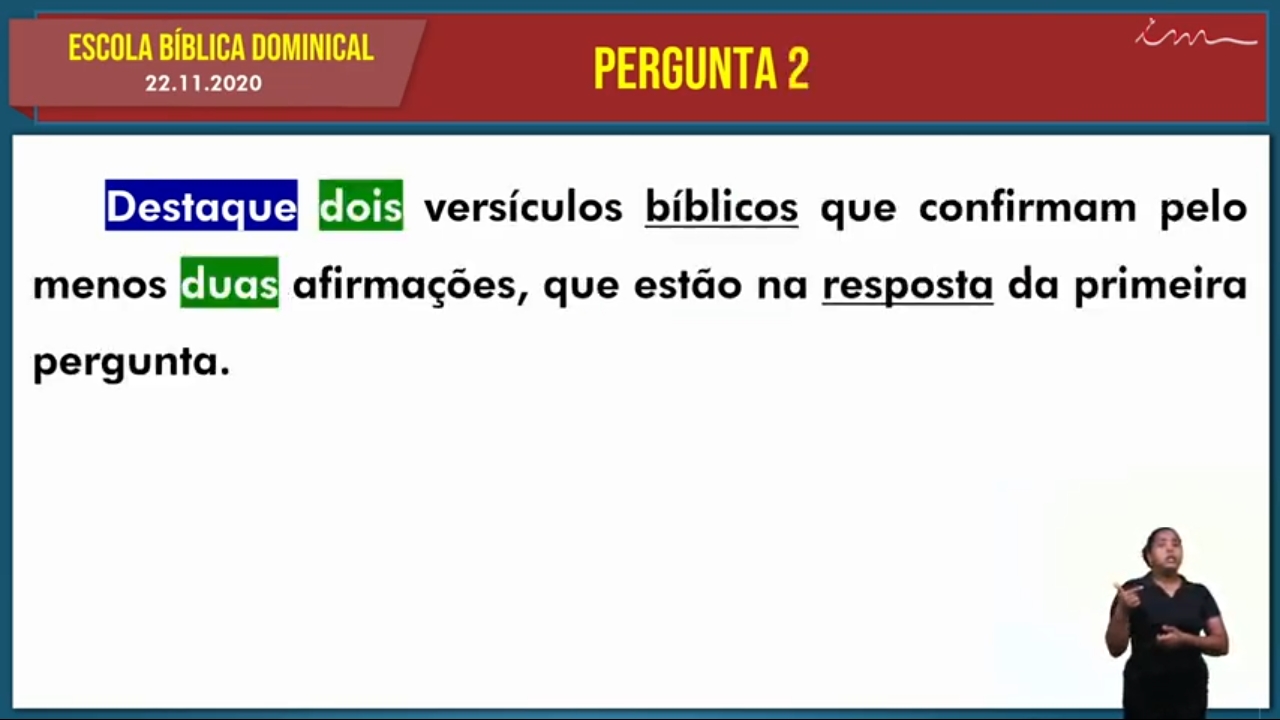 ESCOLA BÍBLICA DOMINICAL
22.11.2020
PERGUNTA 2
im
Destaque dois versículos bíblicos que confirmam pelo
menos duas afirmações, que estão na resposta da primeira
pergunta.